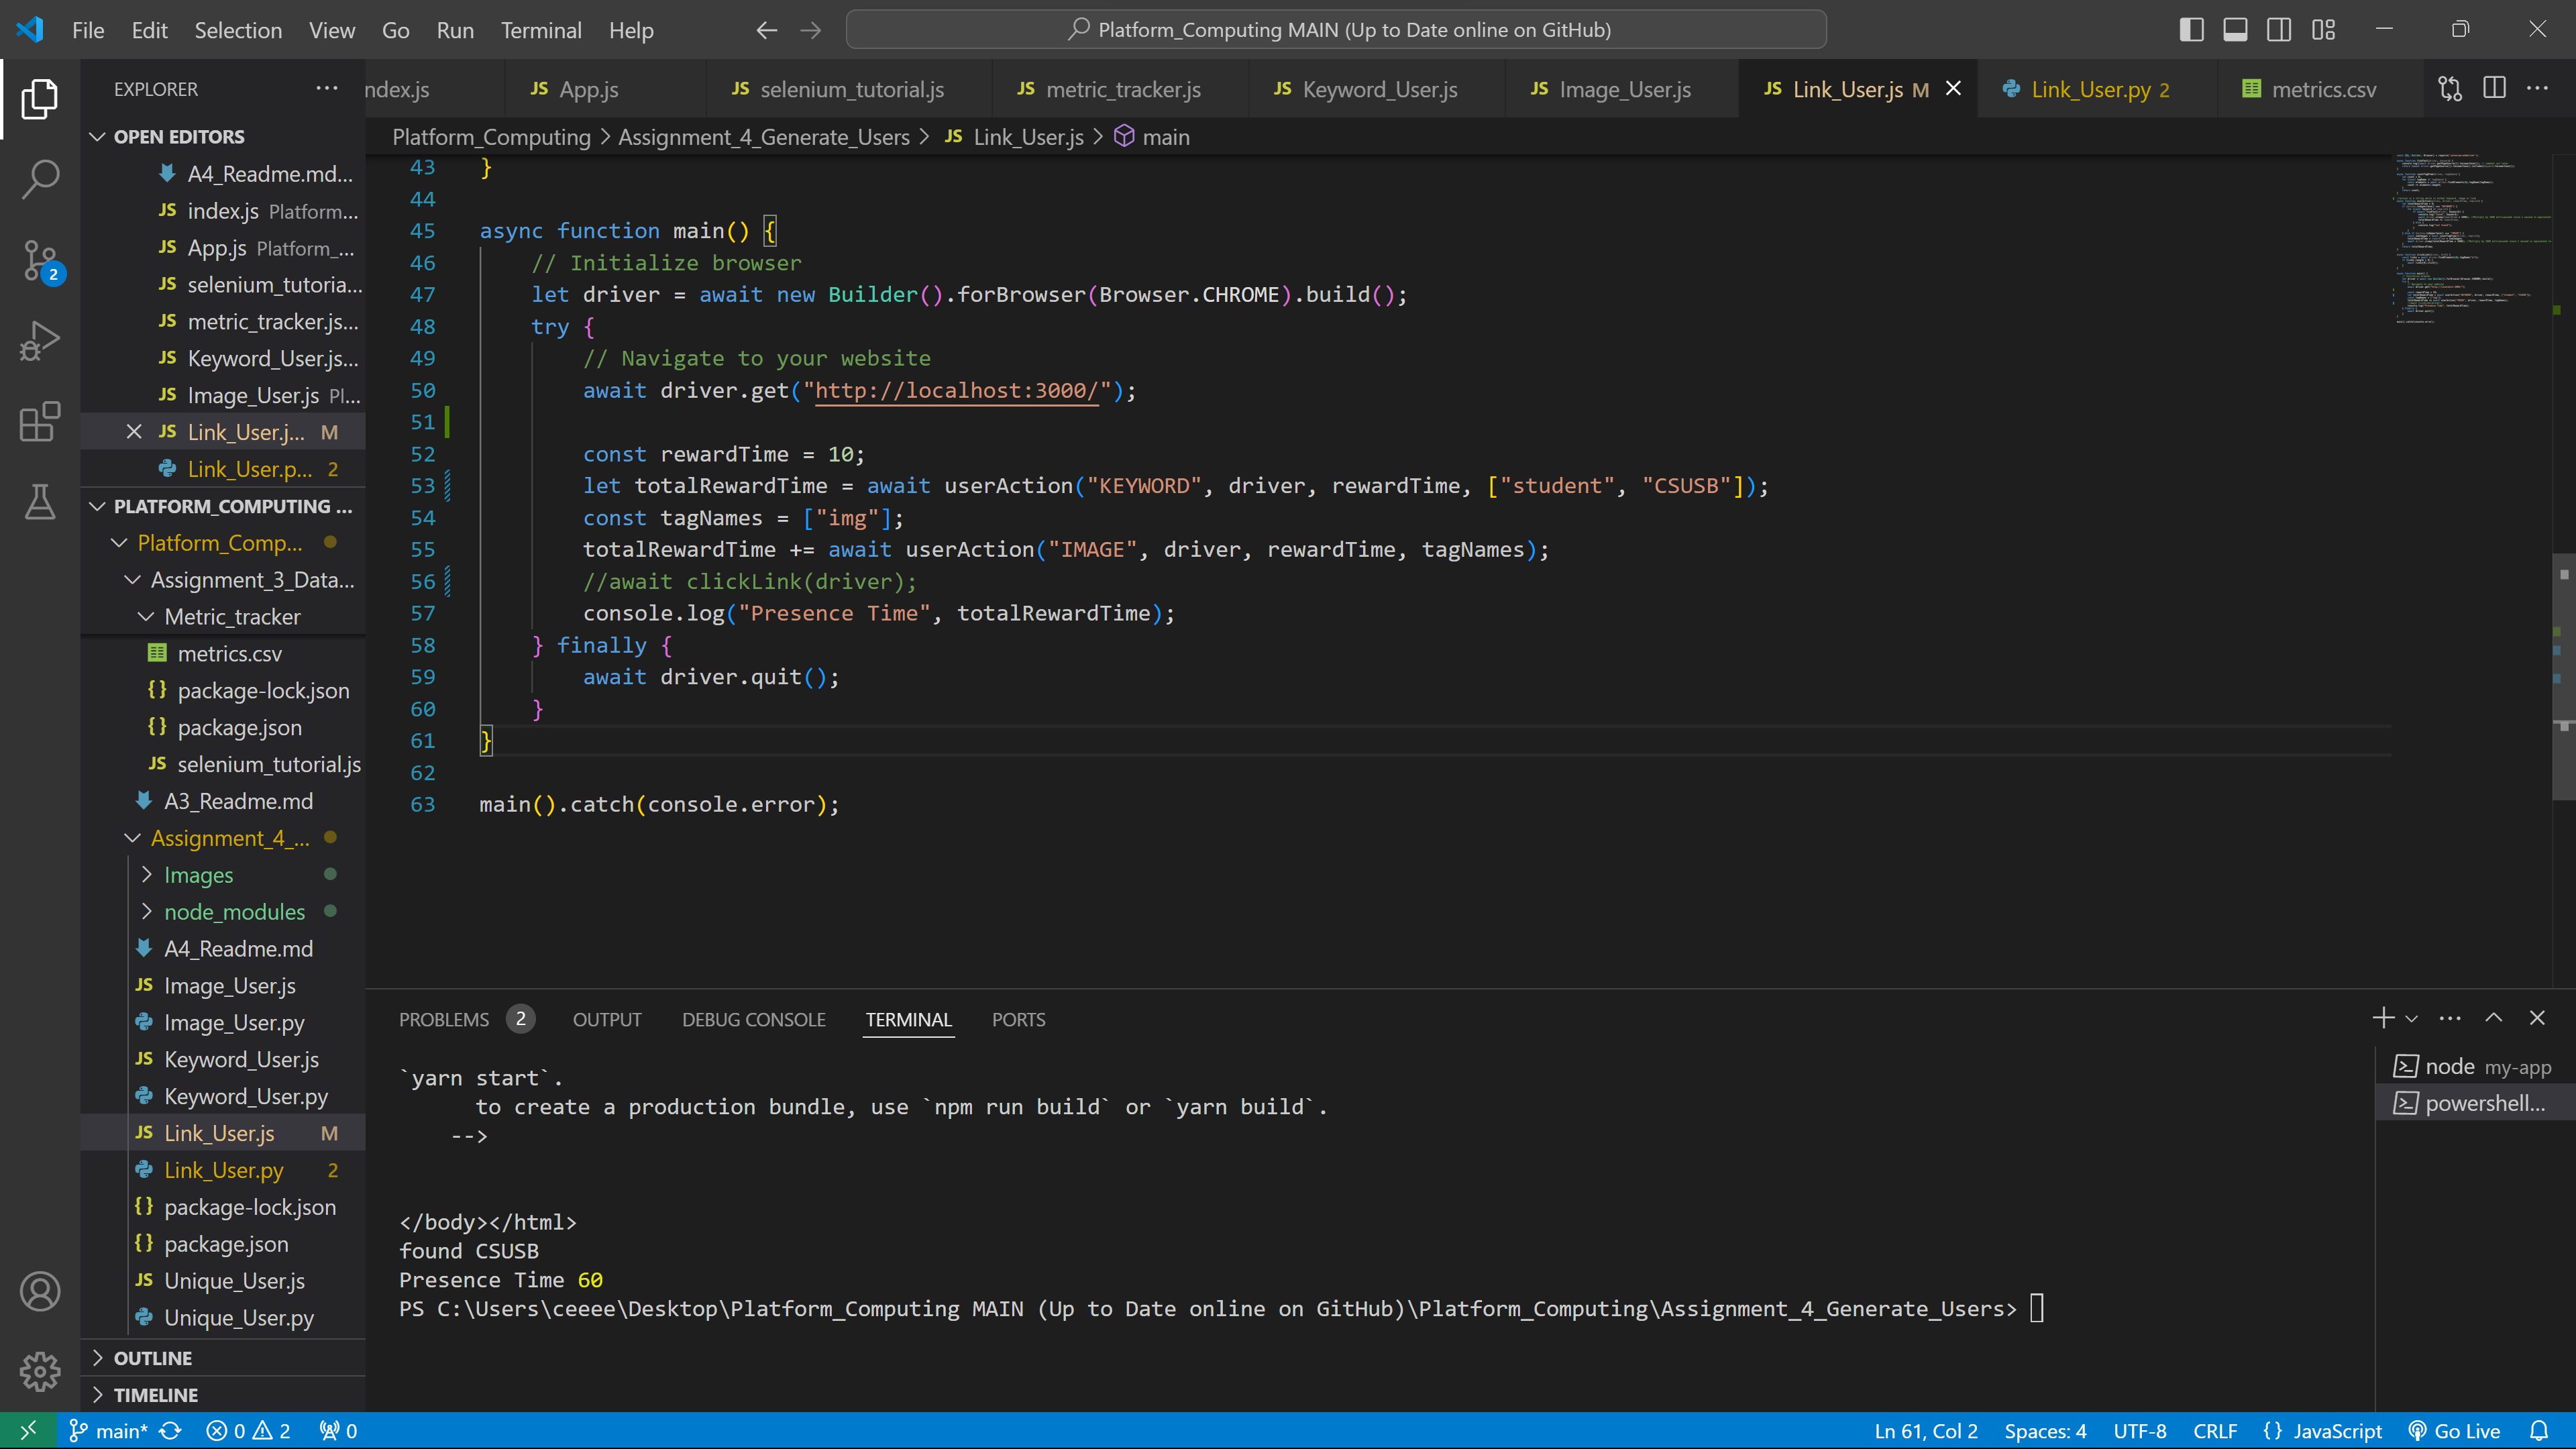 File Edit Selection View Go Run Terminal Help
Platform_Computing MAIN (Up to Date online on GitHub)
EXPLORER
ndex.js
JS App.js
JS selenium_tutorial.js
JS metric_tracker.js
JS Keyword_User.js
JS Image_User.js
JS Link_User.js M
Link_User.py 2
metrics.csv
OPEN EDITORS
A4_Readme.md...
JS index.js Platform...
JS App.js Platform_...
JS selenium_tutoria...
JS metric_tracker.js...
JS Keyword_User.js...
JS Image_User.js Pl...
JS Link_User.j... M
Link_User.p... 2
PLATFORM_COMPUTING ...
Platform_Comp...
Assignment_3_Data...
Metric_tracker
metrics.csv
{} package-lock.json
{} package.json
JS selenium_tutorial.js
A3_Readme.md
Assignment_4_...
Images
node_modules
A4_Readme.md
JS Image_User.js
Image_User.py
JS Keyword_User.js
Keyword_User.py
JS Link_User.js M
Link_User.py 2
{} package-lock.json
{} package.json
JS Unique_User.js
Unique_User.py
OUTLINE
TIMELINE
2
Platform_Computing > Assignment_4_Generate_Users > JS Link_User.js > main
43 }
44
45 async function main() {
46 // Initialize browser
47 let driver = await new Builder().forBrowser(Browser.CHROME).build();
48 try {
49 // Navigate to your website
50 await driver.get("http://localhost:3000/");
51
52 const rewardTime = 10;
53 let totalRewardTime = await userAction("KEYWORD", driver, rewardTime, ["student", "CSUSB"]);
54 const tagNames = ["img"];
55 totalRewardTime += await userAction("IMAGE", driver, rewardTime, tagNames);
56 //await clickLink(driver);
57 console.log("Presence Time", totalRewardTime);
58 } finally {
59 await driver.quit();
60 }
61 }
62
63 main().catch(console.error);
PROBLEMS 2 OUTPUT DEBUG CONSOLE TERMINAL PORTS
`yarn start`.
to create a production bundle, use `npm run build` or `yarn build`.
-->
</body></html>
found CSUSB
Presence Time 60
PS C:\Users\ceeee\Desktop\Platform_Computing MAIN (Up to Date online on GitHub)\Platform_Computing\Assignment_4_Generate_Users>
node my-app
powershell...
main* 0 2 0
Ln 61, Col 2 Spaces: 4 UTF-8 CRLF {} JavaScript Go Live